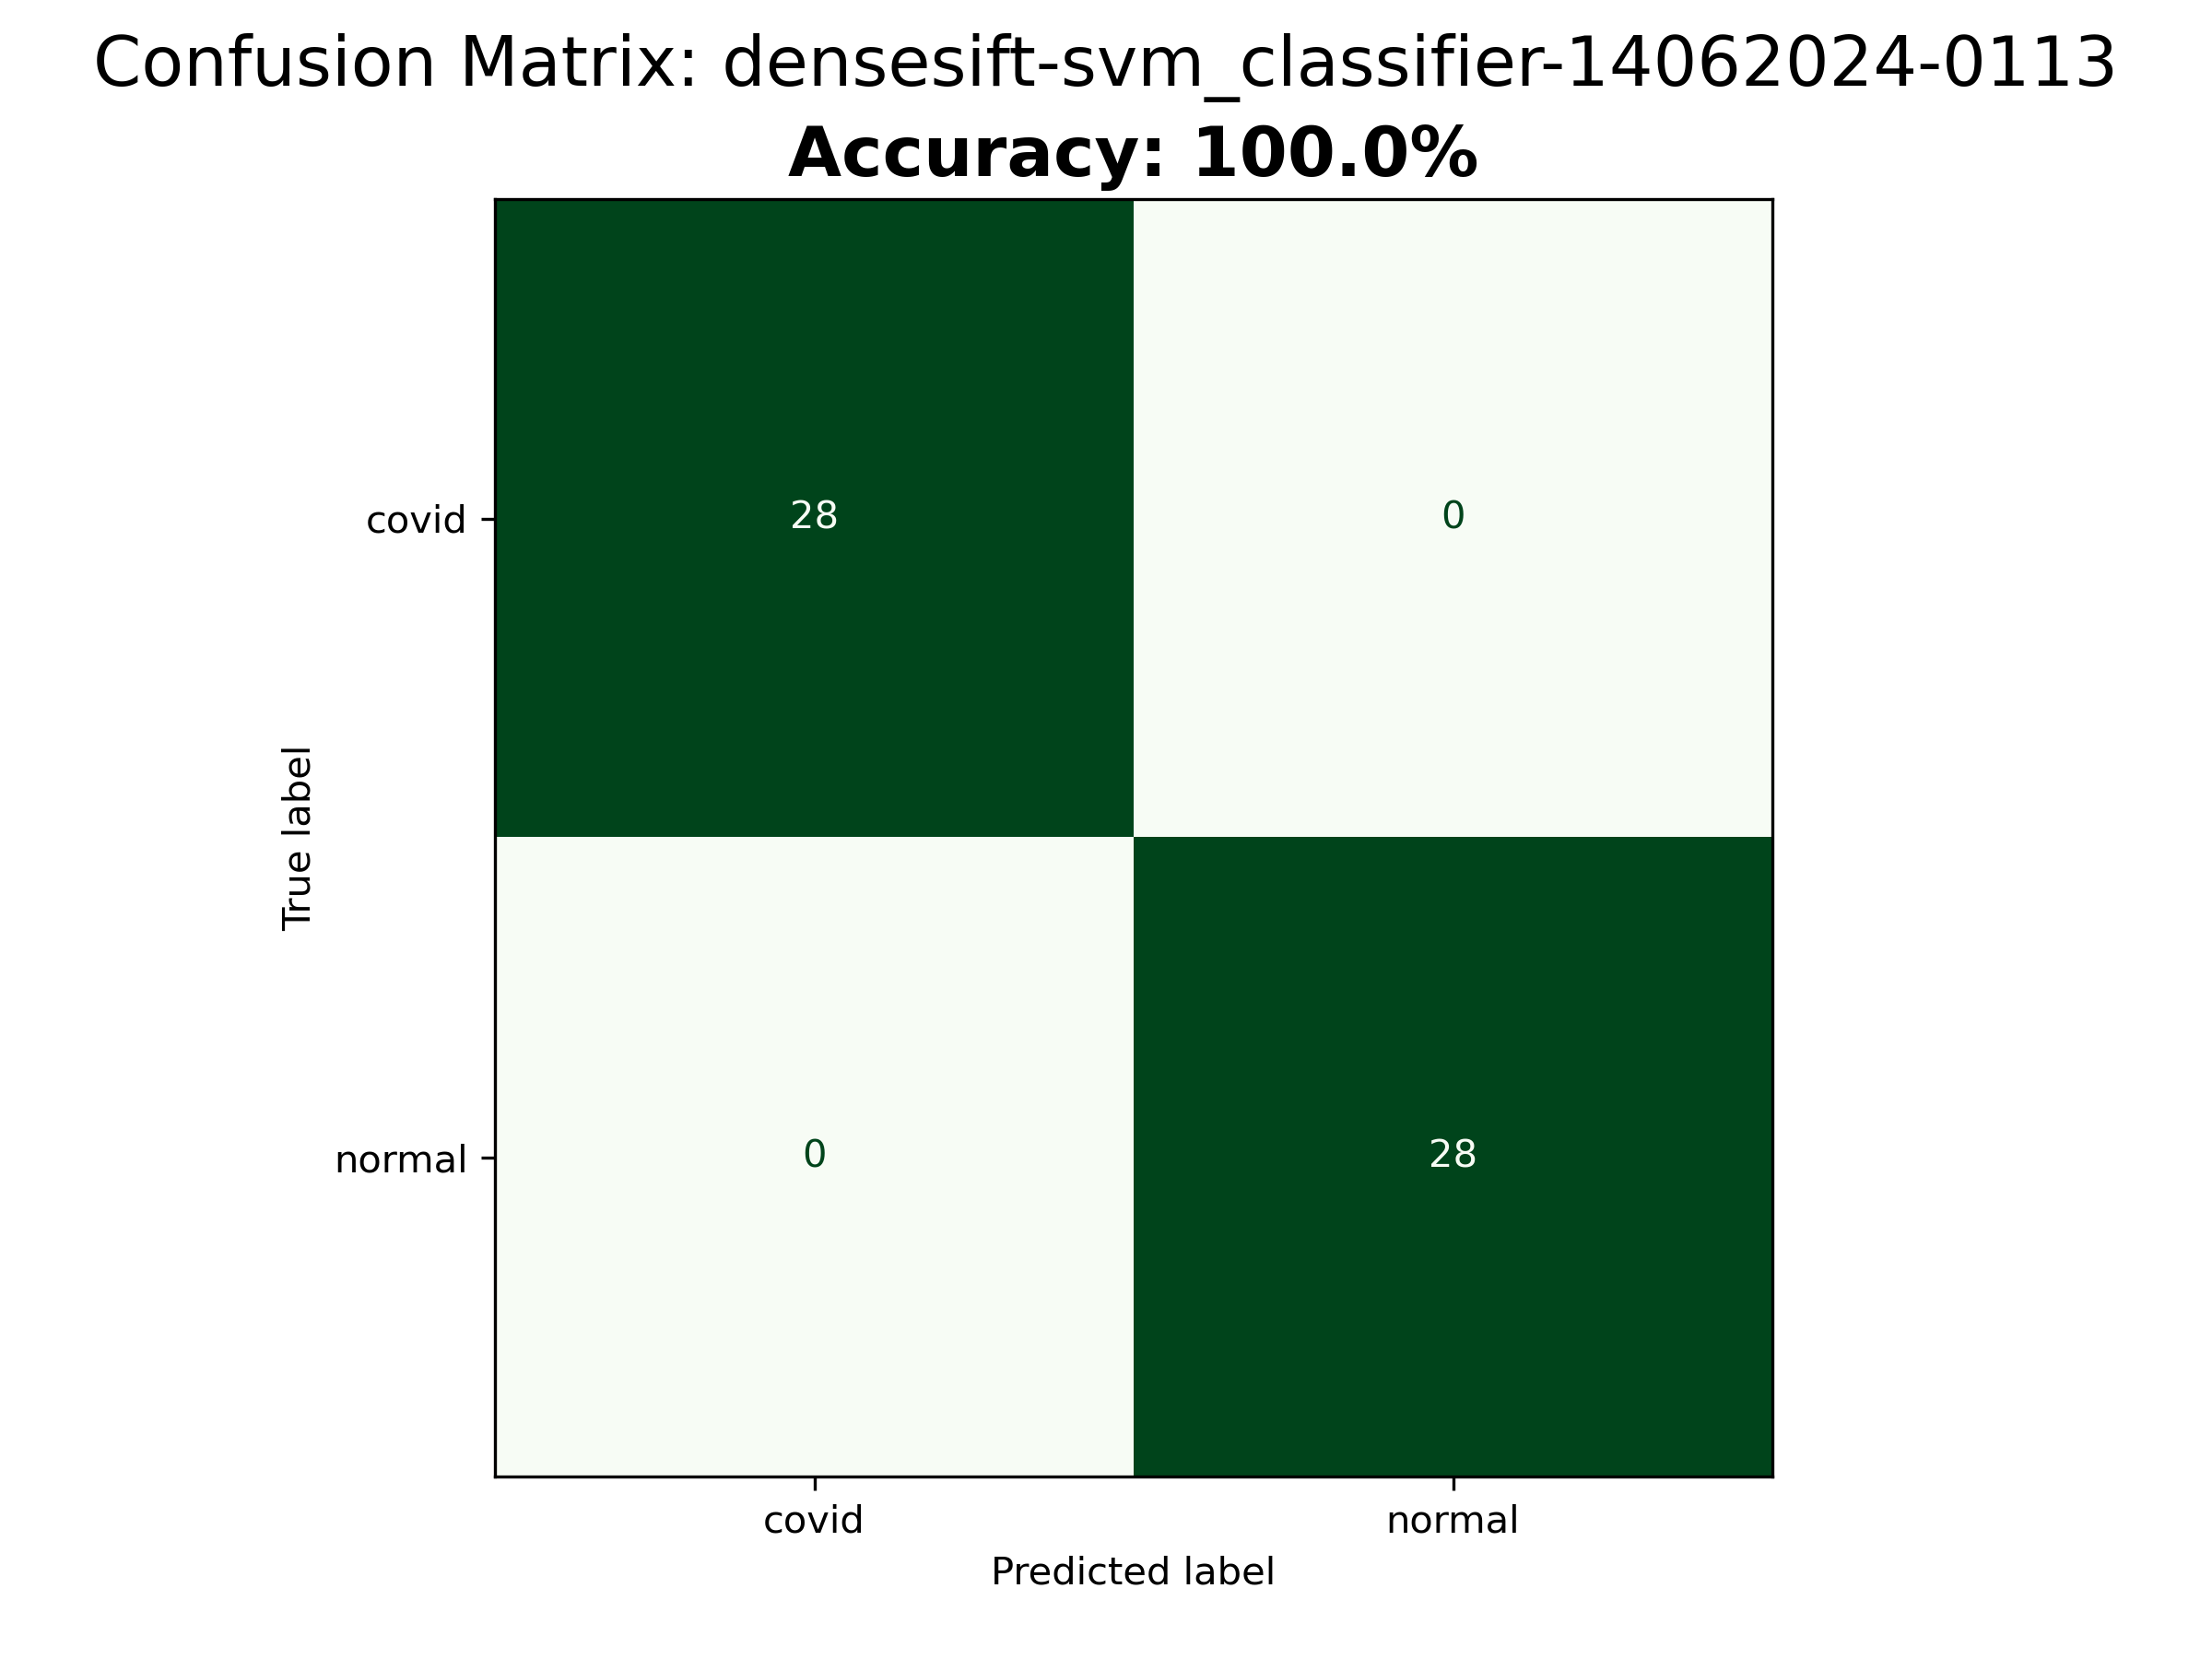 Confusion Matrix: densesift-svm_classifier-14062024-0113
Accuracy: 100.0%
covid
28
0
True label
normal
0
28
covid
normal
Predicted label